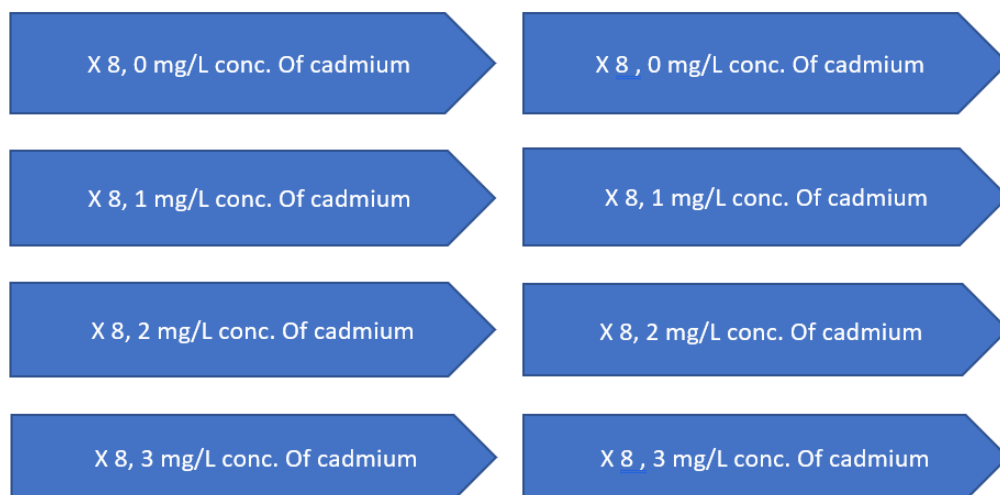 X 8, 0 mg/L conc. Of cadmium
X 8 , 0 mg/L conc. Of cadmium
X 8, 1 mg/L conc. Of cadmium
X 8, 1 mg/L conc. Of cadmium
X 8, 2 mg/L conc. Of cadmium
X 8, 2 mg/L conc. Of cadmium
X 8, 3 mg/L conc. Of cadmium
X 8 , 3 mg/L conc. Of cadmium